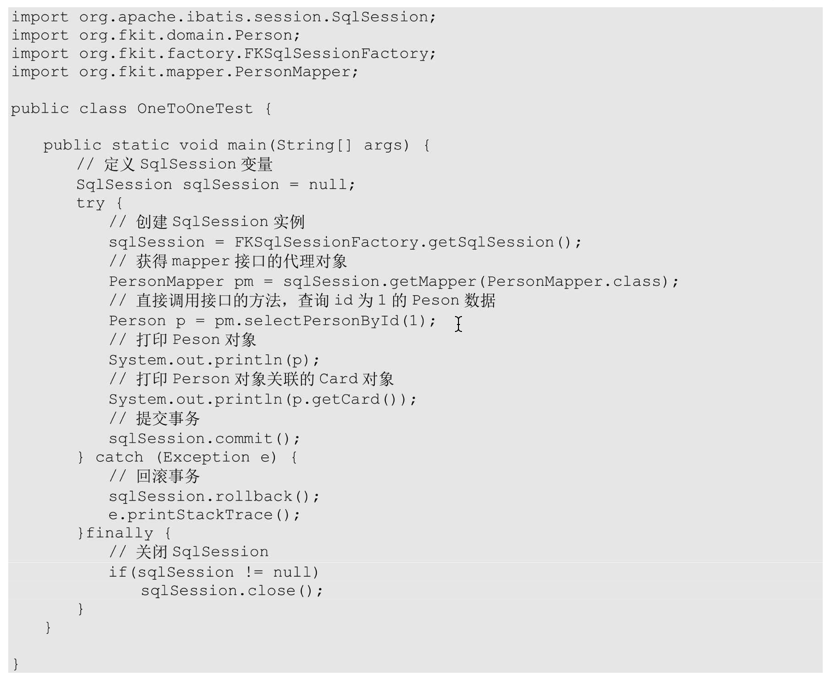 import org.apache.ibatis.session.SqlSession;
import org.fkit.domain.Person;
import org.fkit.factory.FKSqlSessionFactory;
import org.fkit.mapper.PersonMapper;
public class OneToOneTest {
public static void main(String[] args) {
// 定义 SqlSession 变量
SqlSession sqlSession = null;
try {
// 创建 SqlSession 实例
sqlSession = FKSqlSessionFactory.getSqlSession();
// 获得 mapper 接口的代理对象
PersonMapper pm = sqlSession.getMapper(PersonMapper.class);
// 直接调用接口的方法，查询 id 为 1 的 Peson 数据
Person p = pm.selectPersonById(1);
// 打印 Peson 对象
System.out.println(p);
// 打印 Person 对象关联的 Card 对象
System.out.println(p.getCard());
// 提交事务
sqlSession.commit();
} catch (Exception e) {
// 回滚事务
sqlSession.rollback();
e.printStackTrace();
}finally {
// 关闭 SqlSession
if(sqlSession != null)
sqlSession.close();
}
}
}